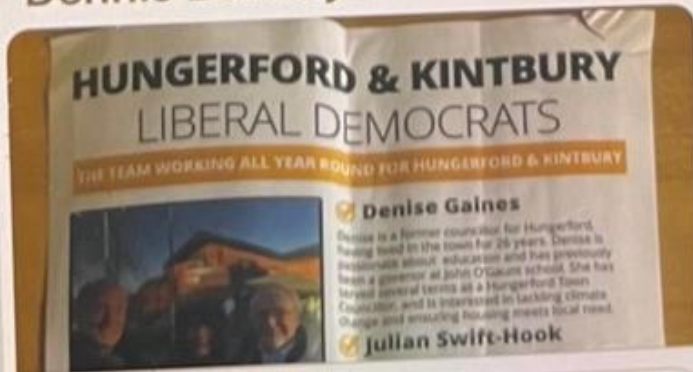 HUNGERFORD & KINTBURY
LIBERAL DEMOCRATS
THE TEAM WORKING ALL YEAR ROUND FOR HUNGERFORD & KINTBURY
Denise Gaines
Denise is a former councillor for Hungerford,
having lived in the town for 26 years. Denise is
passionate about education and has previously
been a governor at John O'Gaunt school. She has
served several terms as a Hungerford Town
Councillor, and is interested in tackling climate
change and ensuring housing meets local need.
Julian Swift-Hook